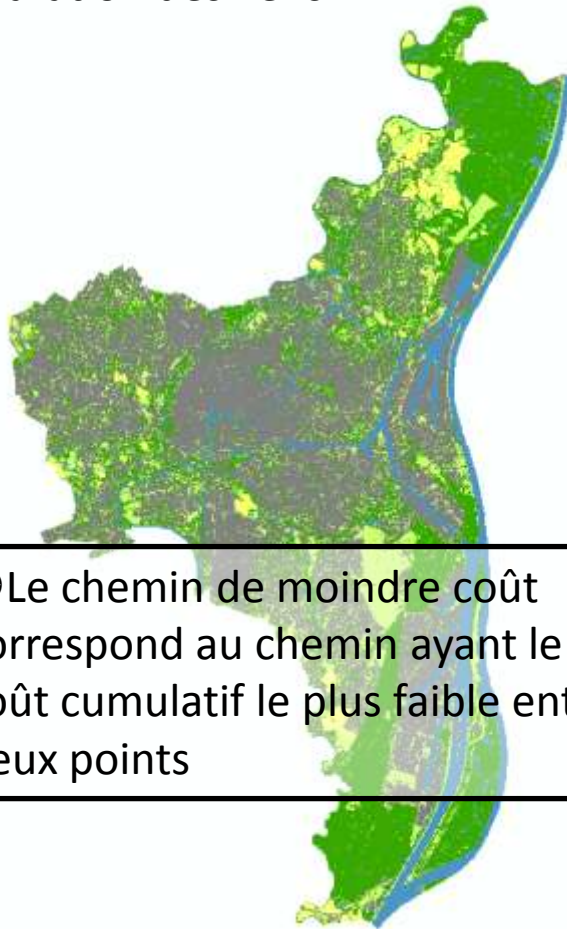 Le chemin de moindre coût
orrespond au chemin ayant le
oût cumulatif le plus faible ent
eux points